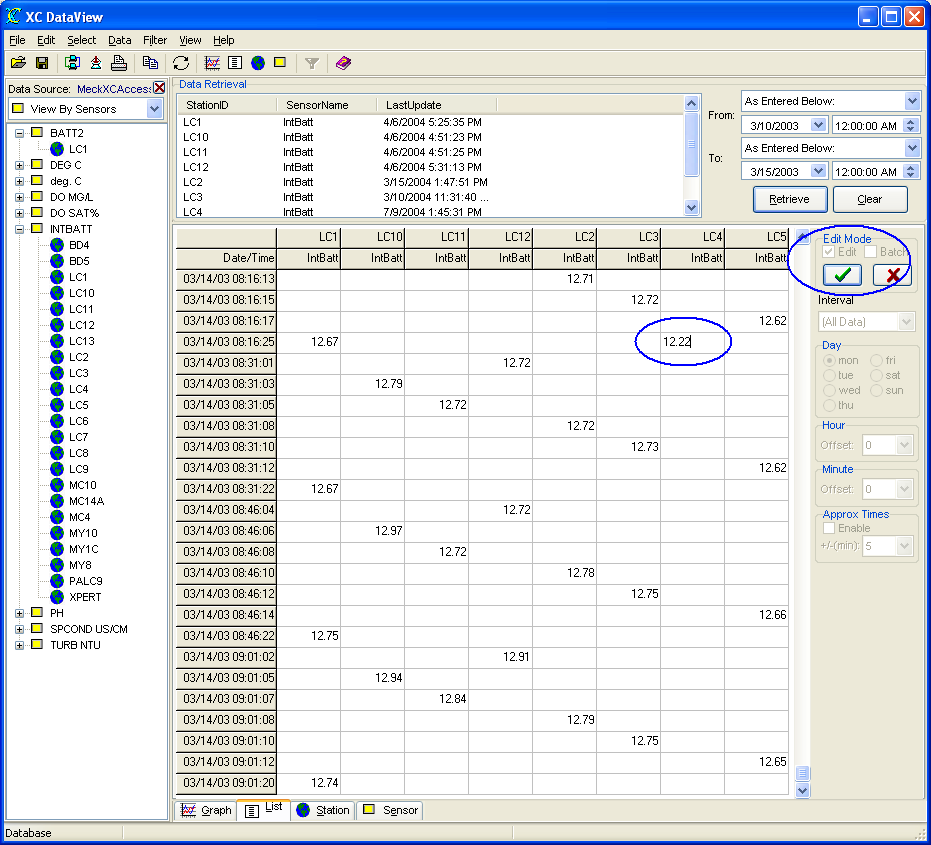 XC DataView
File Edit Select Data Filter View Help
Data Source: MeckXCAccess
View By Sensors
BATT2
LC1
DEG C
deg. C
DO MG/L
DO SAT%
INTBATT
BD4
BD5
LC1
LC10
LC11
LC12
LC13
LC2
LC3
LC4
LC5
LC6
LC7
LC8
LC9
MC10
MC14A
MC4
MY10
MY1C
MY8
PALC9
XPERT
PH
SPCOND US/CM
TURB NTU
Data Retrieval
StationID SensorName LastUpdate
LC1 IntBatt 4/6/2004 5:25:35 PM
LC10 IntBatt 4/6/2004 4:51:23 PM
LC11 IntBatt 4/6/2004 4:51:25 PM
LC12 IntBatt 4/6/2004 5:31:13 PM
LC2 IntBatt 3/15/2004 1:47:51 PM
LC3 IntBatt 3/10/2004 11:31:40 ...
LC4 IntBatt 7/9/2004 1:45:31 PM
From: As Entered Below:
3/10/2003 12:00:00 AM
To: As Entered Below:
3/15/2003 12:00:00 AM
Retrieve Clear
LC1 LC10 LC11 LC12 LC2 LC3 LC4 LC5
Date/Time IntBatt IntBatt IntBatt IntBatt IntBatt IntBatt IntBatt IntBatt
03/14/03 08:16:13 12.71
03/14/03 08:16:15 12.72
03/14/03 08:16:17 12.62
03/14/03 08:16:25 12.67 12.22
03/14/03 08:31:01 12.72
03/14/03 08:31:03 12.79
03/14/03 08:31:05 12.72
03/14/03 08:31:08 12.72
03/14/03 08:31:10 12.73
03/14/03 08:31:12 12.62
03/14/03 08:31:22 12.67
03/14/03 08:46:04 12.72
03/14/03 08:46:06 12.97
03/14/03 08:46:08 12.72
03/14/03 08:46:10 12.78
03/14/03 08:46:12 12.75
03/14/03 08:46:14 12.66
03/14/03 08:46:22 12.75
03/14/03 09:01:02 12.91
03/14/03 09:01:05 12.94
03/14/03 09:01:07 12.84
03/14/03 09:01:08 12.79
03/14/03 09:01:10 12.75
03/14/03 09:01:12 12.65
03/14/03 09:01:20 12.74
Edit Mode
Edit Batch
Interval
(All Data)
Day
mon fri
tue sat
wed sun
thu
Hour
Offset: 0
Minute
Offset: 0
Approx Times
Enable
+/-(min): 5
Graph List Station Sensor
Database